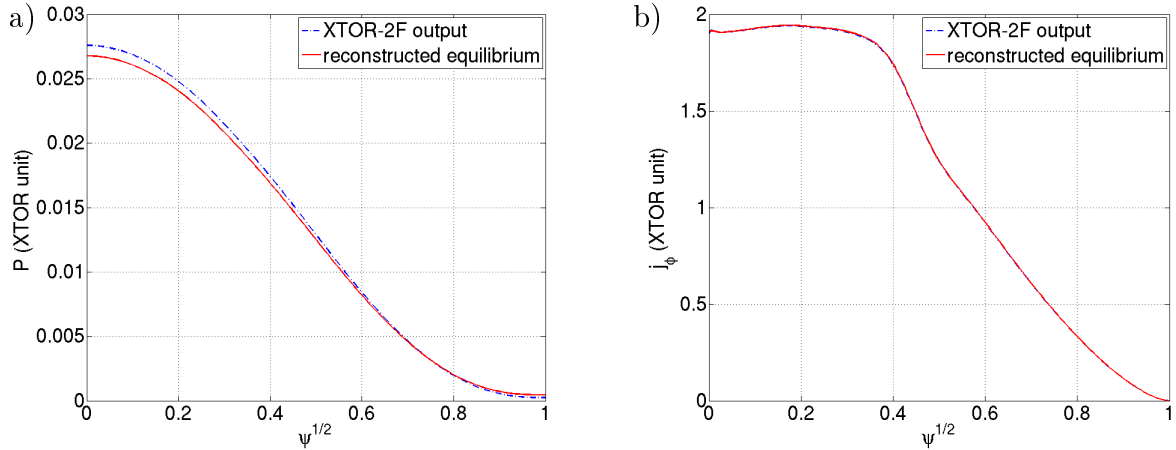 a)
0.03
0.025
0.02
0.015
0.01
0.005
0
P (XTOR unit)
XTOR-2F output
reconstructed equilibrium
0 0.2 0.4 0.6 0.8 1
ψ^1/2
b)
2
1.5
1
0.5
0
j_ϕ (XTOR unit)
XTOR-2F output
reconstructed equilibrium
0 0.2 0.4 0.6 0.8 1
ψ^1/2